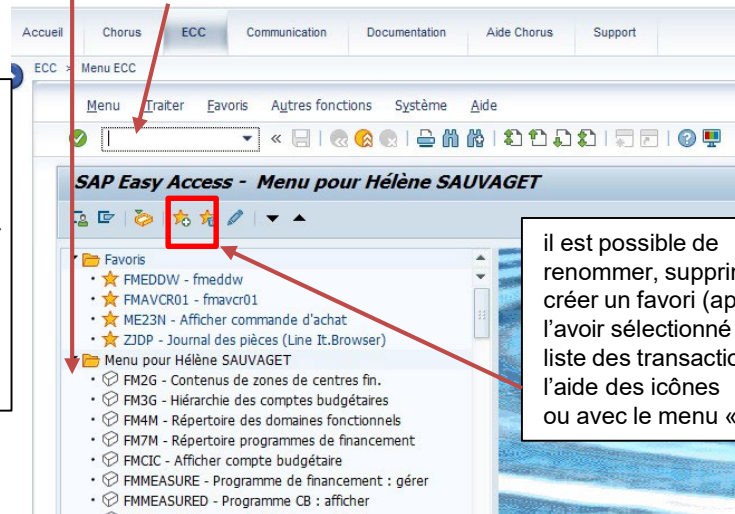 Accueil Chorus ECC Communication Documentation Aide Chorus Support
ECC > Menu ECC
Menu Traiter Favoris Autres fonctions Système Aide
SAP Easy Access - Menu pour Hélène SAUVAGET
Favoris
FMEDDW - fmeddw
FMAVCR01 - fmavcr01
ME23N - Afficher commande d'achat
ZJDP - Journal des pièces (Line It.Browser)
Menu pour Hélène SAUVAGET
FM2G - Contenus de zones de centres fin.
FM3G - Hiérarchie des comptes budgétaires
FM4M - Répertoire des domaines fonctionnels
FM7M - Répertoire programmes de financement
FMCIC - Afficher compte budgétaire
FMMEASURE - Programme de financement : gérer
FMMEASURED - Programme CB : afficher
il est possible de
renommer, supprir
créer un favori (ap
l'avoir sélectionné
liste des transactio
l'aide des icônes
ou avec le menu «